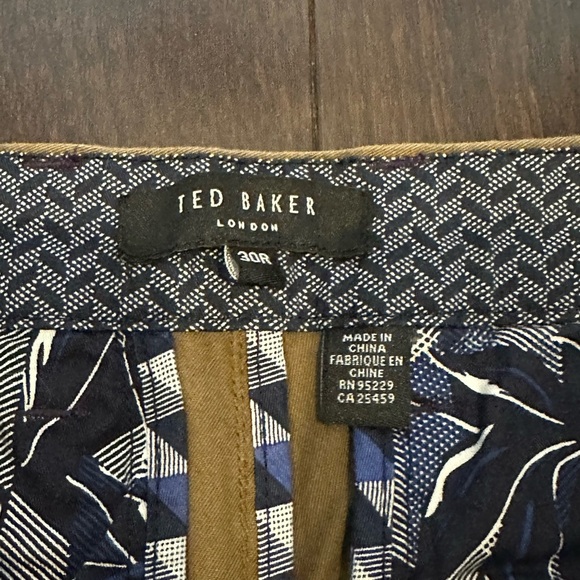 TED BAKER
LONDON
30R
MADE IN
CHINA
FABRIQUE EN
CHINE
RN 95229
CA 25459